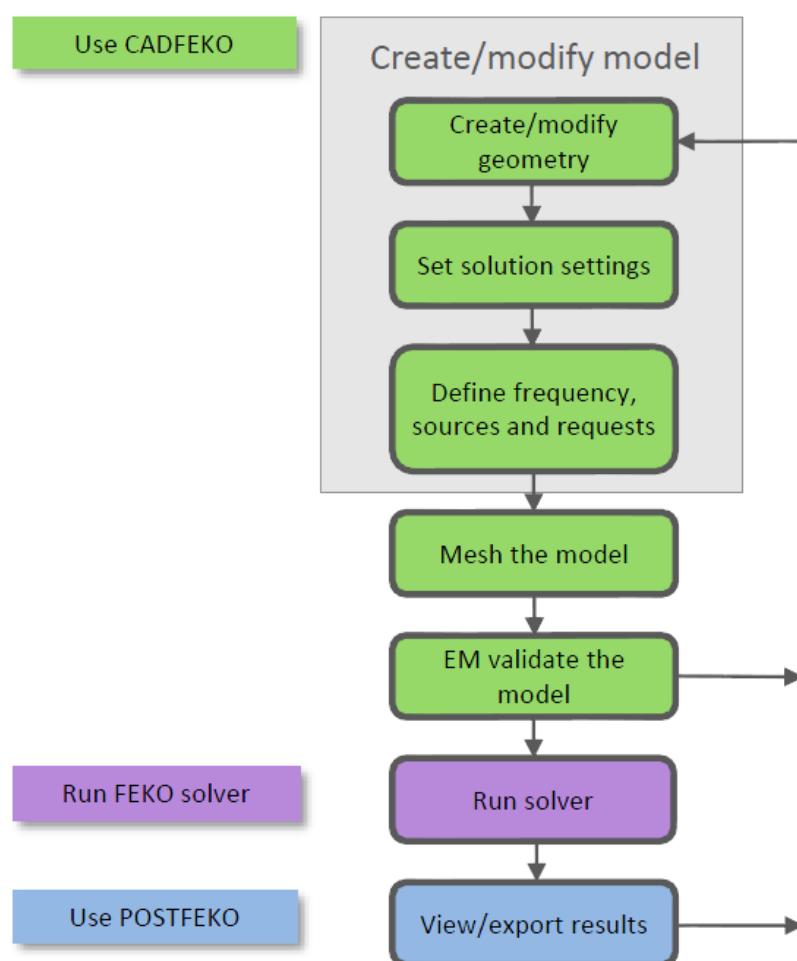 Use CADFEKO
Create/modify model
Create/modify
geometry
Set solution settings
Define frequency,
sources and requests
Mesh the model
EM validate the
model
Run FEKO solver
Run solver
Use POSTFEKO
View/export results